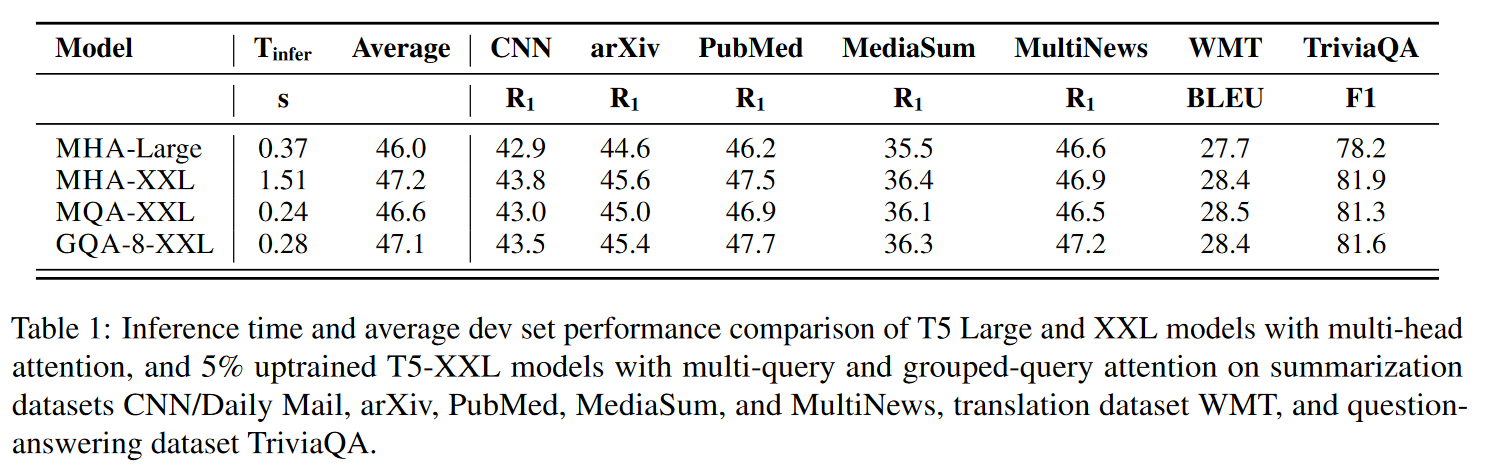 Model T_infer Average CNN arXiv PubMed MediaSum MultiNews WMT TriviaQA
s R_1 R_1 R_1 R_1 R_1 BLEU F1
MHA-Large 0.37 46.0 42.9 44.6 46.2 35.5 46.6 27.7 78.2
MHA-XXL 1.51 47.2 43.8 45.6 47.5 36.4 46.9 28.4 81.9
MQA-XXL 0.24 46.6 43.0 45.0 46.9 36.1 46.5 28.5 81.3
GQA-8-XXL 0.28 47.1 43.5 45.4 47.7 36.3 47.2 28.4 81.6
Table 1: Inference time and average dev set performance comparison of T5 Large and XXL models with multi-head
attention, and 5% uptrained T5-XXL models with multi-query and grouped-query attention on summarization
datasets CNN/Daily Mail, arXiv, PubMed, MediaSum, and MultiNews, translation dataset WMT, and question-
answering dataset TriviaQA.